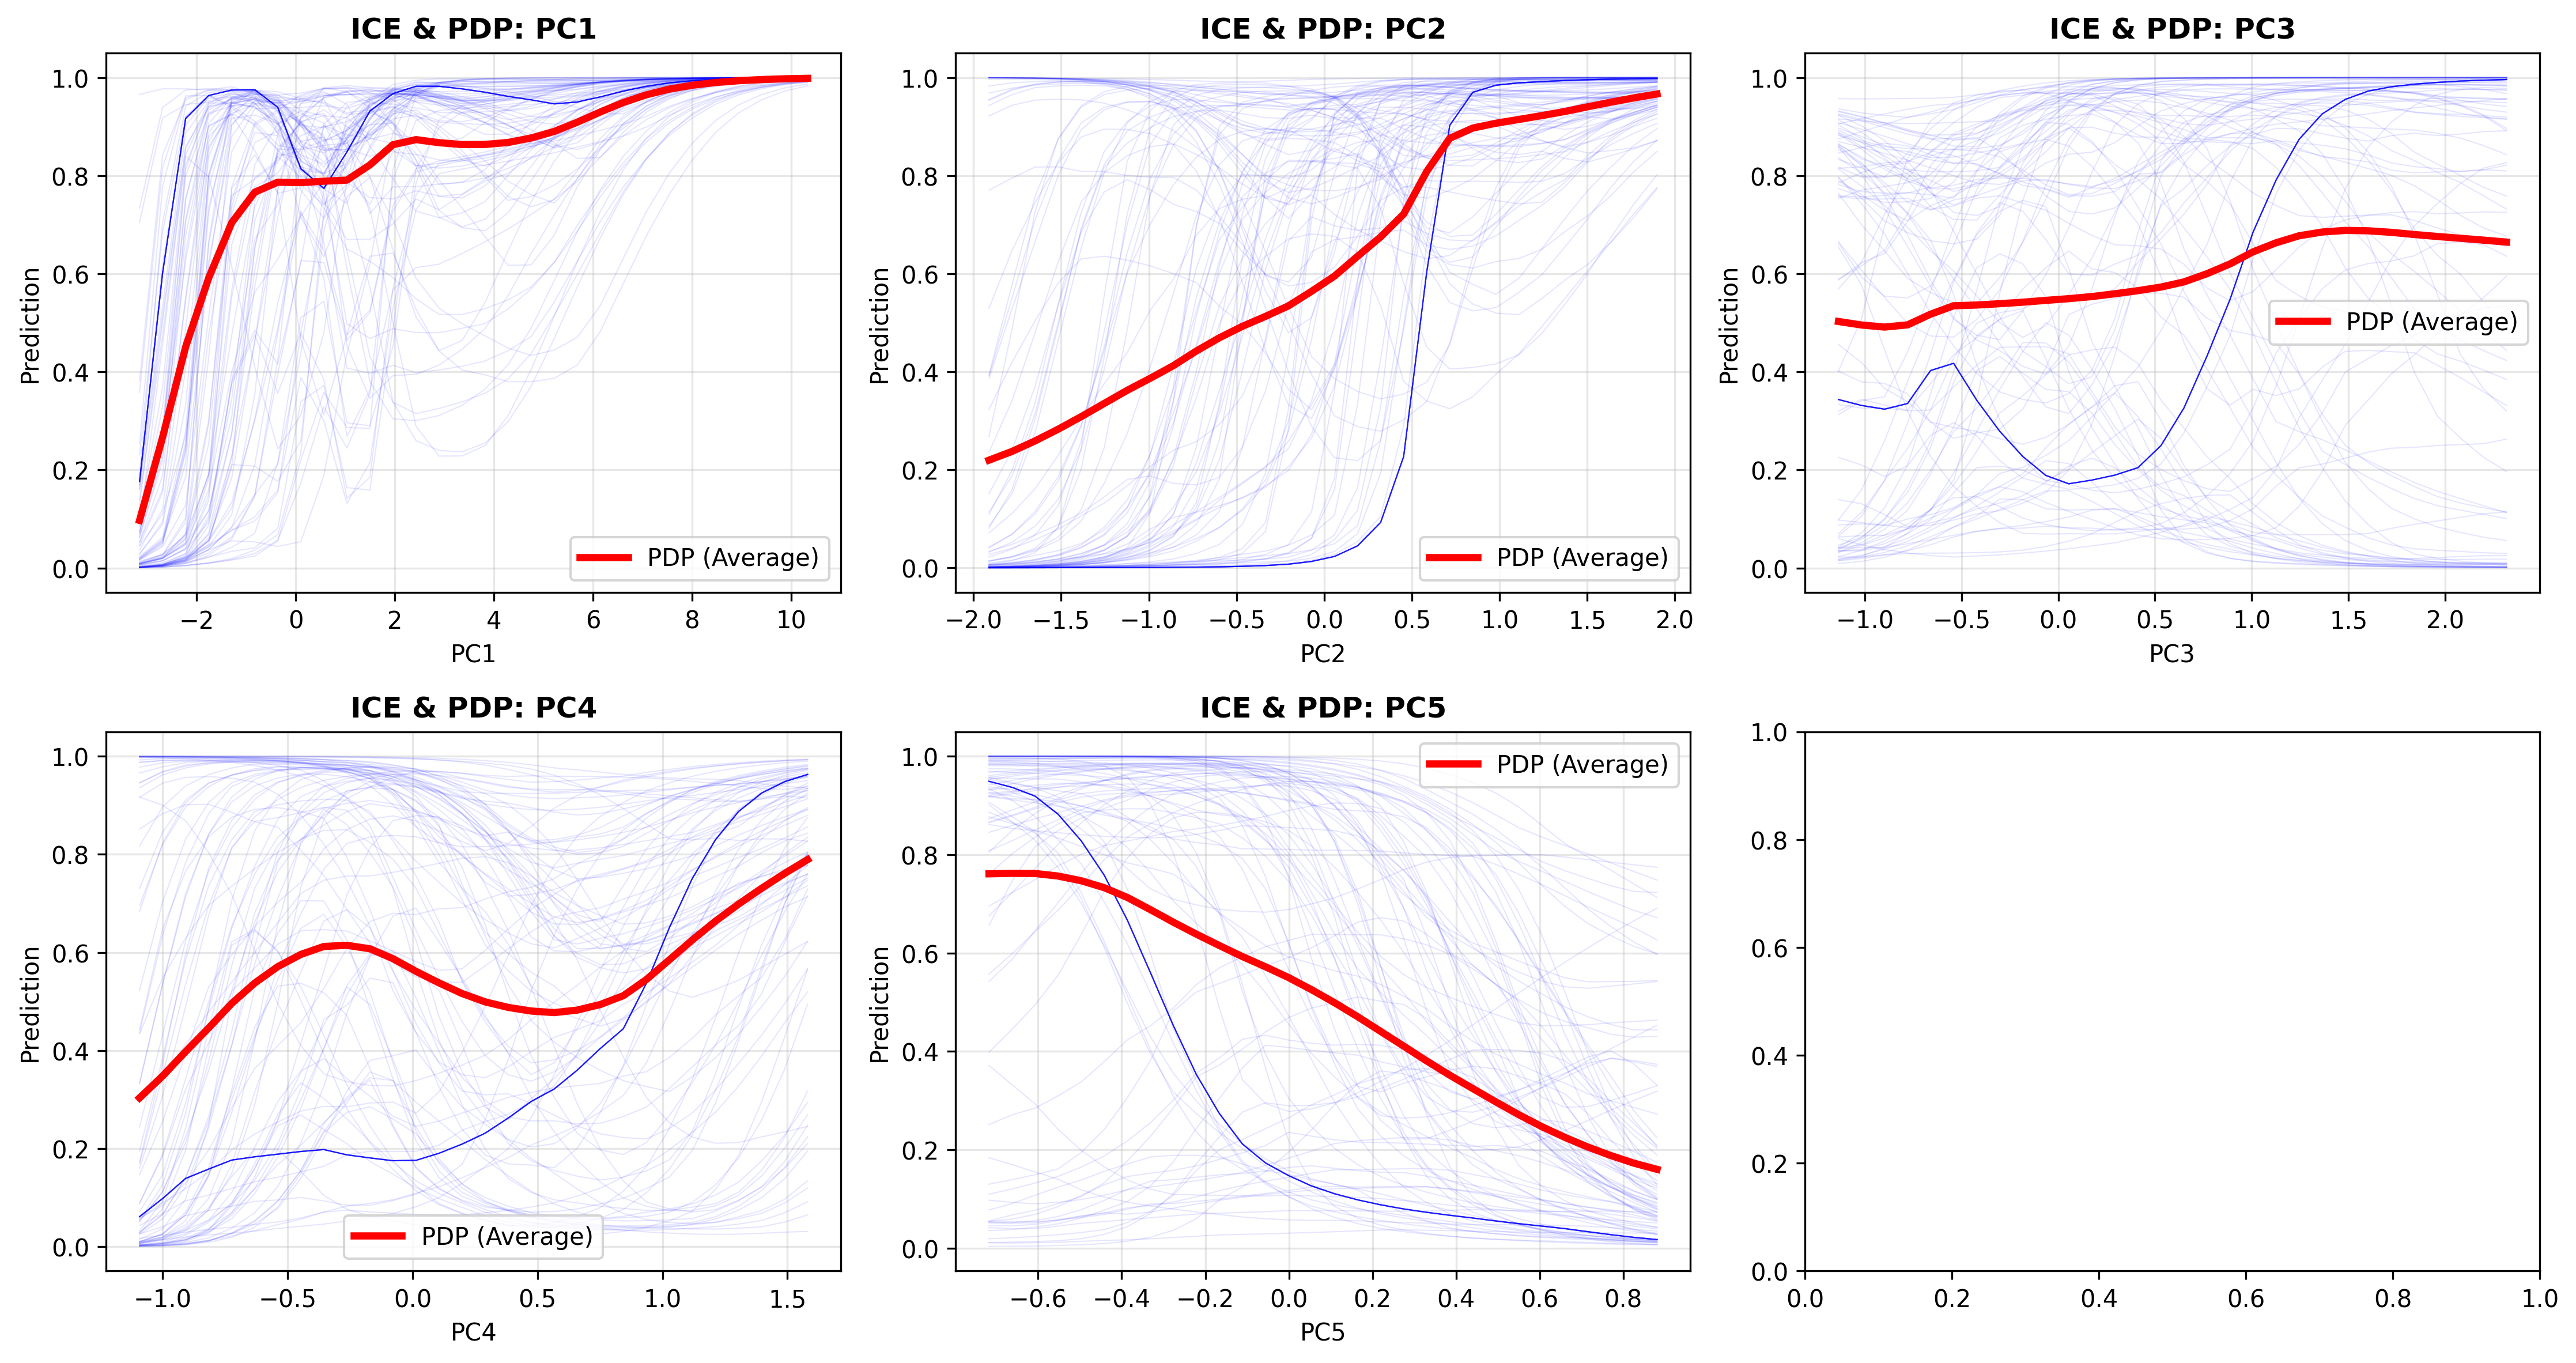 ICE & PDP: PC1
1.0
0.8
0.6
0.4
0.2
0.0
Prediction
PDP (Average)
−2 0 2 4 6 8 10
PC1
ICE & PDP: PC2
1.0
0.8
0.6
0.4
0.2
0.0
Prediction
PDP (Average)
−2.0 −1.5 −1.0 −0.5 0.0 0.5 1.0 1.5 2.0
PC2
ICE & PDP: PC3
1.0
0.8
0.6
0.4
0.2
0.0
Prediction
PDP (Average)
−1.0 −0.5 0.0 0.5 1.0 1.5 2.0
PC3
ICE & PDP: PC4
1.0
0.8
0.6
0.4
0.2
0.0
Prediction
PDP (Average)
−1.0 −0.5 0.0 0.5 1.0 1.5
PC4
ICE & PDP: PC5
1.0
0.8
0.6
0.4
0.2
0.0
Prediction
PDP (Average)
−0.6 −0.4 −0.2 0.0 0.2 0.4 0.6 0.8
PC5
1.0
0.8
0.6
0.4
0.2
0.0
0.0 0.2 0.4 0.6 0.8 1.0